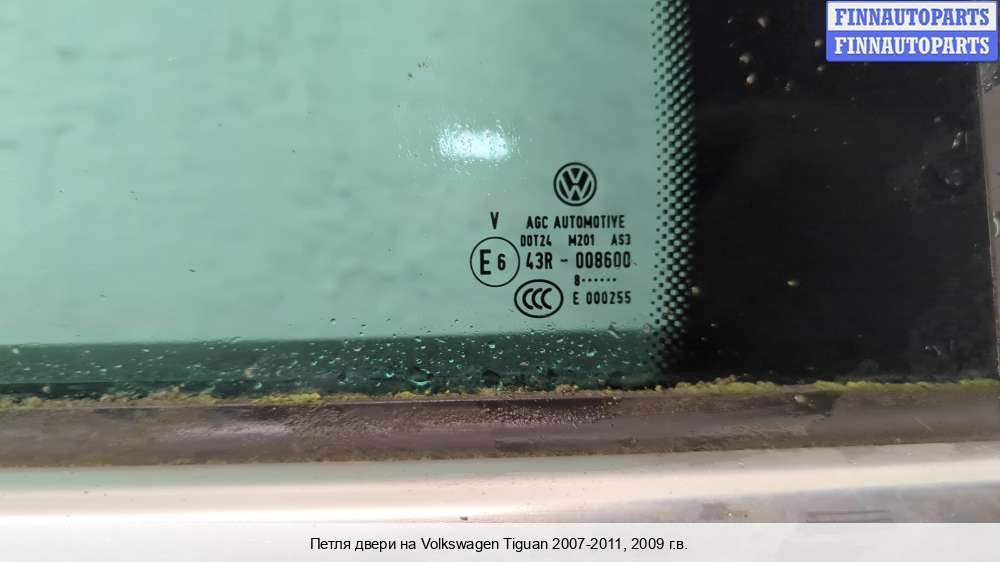 FINNAUTOPARTS
FINNAUTOPARTS
V
AGC AUTOMOTIVE
DOT24 M201 AS3
E6 43R - 008600
8······
CCC E 000255
Петля двери на Volkswagen Tiguan 2007-2011, 2009 г.в.